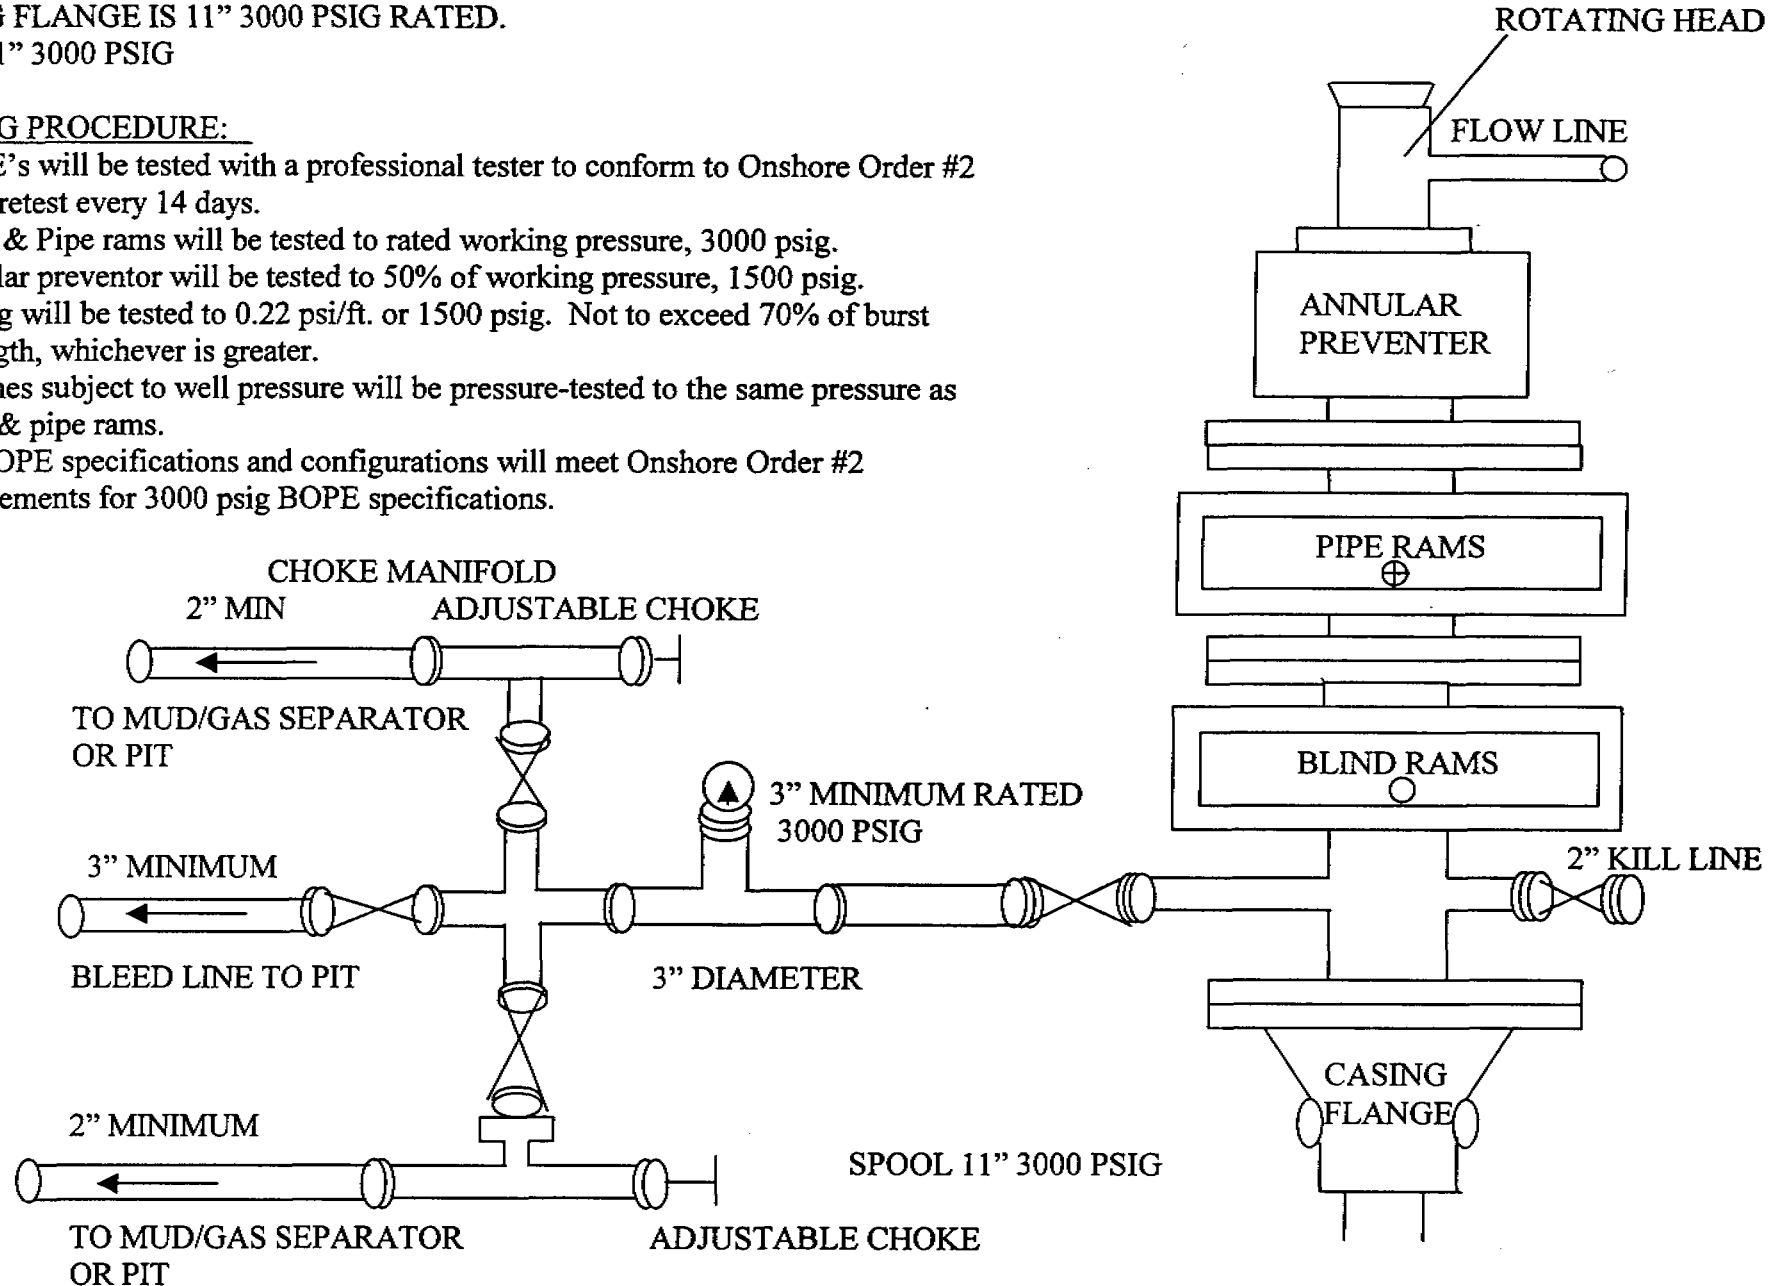 FLANGE IS 11” 3000 PSIG RATED.
1” 3000 PSIG
G PROCEDURE:
E’s will be tested with a professional tester to conform to Onshore Order #2
retest every 14 days.
& Pipe rams will be tested to rated working pressure, 3000 psig.
lar preventor will be tested to 50% of working pressure, 1500 psig.
g will be tested to 0.22 psi/ft. or 1500 psig. Not to exceed 70% of burst
gth, whichever is greater.
nes subject to well pressure will be pressure-tested to the same pressure as
& pipe rams.
OPE specifications and configurations will meet Onshore Order #2
ements for 3000 psig BOPE specifications.
ROTATING HEAD
FLOW LINE
ANNULAR
PREVENTER
PIPE RAMS
BLIND RAMS
2” KILL LINE
CASING
FLANGE
CHOKE MANIFOLD
2” MIN
ADJUSTABLE CHOKE
TO MUD/GAS SEPARATOR
OR PIT
3” MINIMUM RATED
3000 PSIG
3” MINIMUM
BLEED LINE TO PIT
3” DIAMETER
2” MINIMUM
SPOOL 11” 3000 PSIG
TO MUD/GAS SEPARATOR
OR PIT
ADJUSTABLE CHOKE